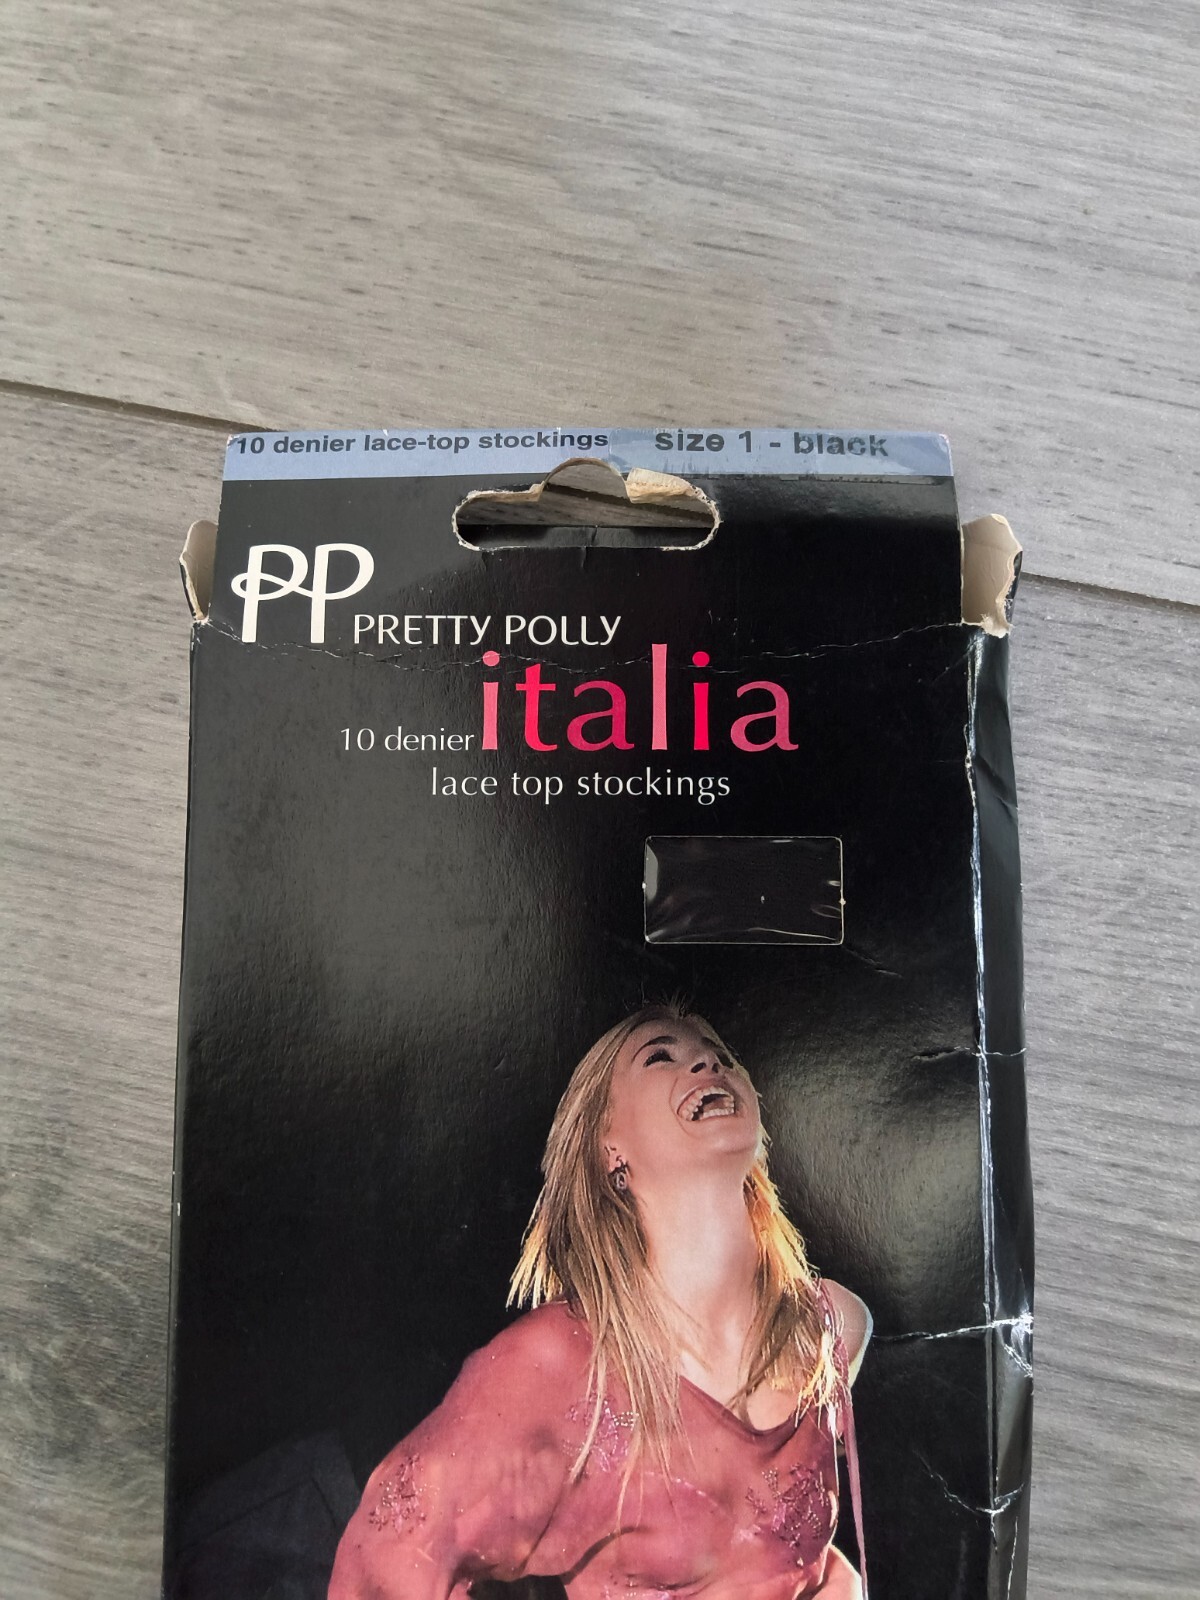 10 denier lace-top stockings size 1 - black
PP PRETTY POLLY
10 denier italia
lace top stockings